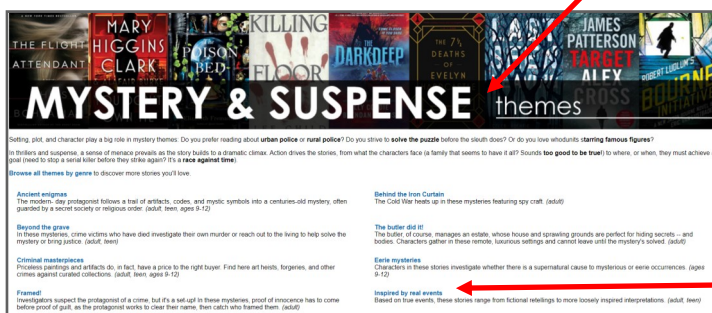 THE FLIGHT ATTENDANT
MARY HIGGINS CLARK
POISON BED
KILLING FLOOR
THE DARKDEEP
THE 7½ DEATHS OF EVELYN
JAMES PATTERSON
TARGET
ALEX CROSS
ROBERT LUDLUM'S
BOURNE
MYSTERY & SUSPENSE themes
Setting, plot, and character play a big role in mystery themes. Do you prefer reading about urban police or rural police? Do you strive to solve the puzzle before the sleuth does? Or do you love whodunits starring famous figures?
In thrillers and suspense, a sense of menace prevails as the story builds to a dramatic climax. Action drives the stories, from what the characters face (a family that seems to have it all? Sounds too good to be true!) to where, or when, they must achieve
goal (need to stop a serial killer before they strike again? It's a race against time).
Browse all themes by genre to discover more stories you'll love.
Ancient enigmas
The modern- day protagonist follows a trail of artifacts, codes, and mystic symbols into a centuries-old mystery, often
guarded by a secret society or religious order. (adult, teen, ages 9-12)
Beyond the grave
In these mysteries, crime victims who have died investigate their own murder or reach out to the living to help solve the
mystery or bring justice. (adult, teen)
Criminal masterpieces
Priceless paintings and artifacts do, in fact, have a price to the right buyer. Find here art heists, forgeries, and other
crimes against curated collections. (adult, teen, ages 9-12)
Framed!
Investigators suspect the protagonist of a crime, but it's a set-up! In these mysteries, proof of innocence has to come
before proof of guilt, as the protagonist works to clear their name, then catch who framed them. (adult)
Behind the Iron Curtain
The Cold War heats up in these mysteries featuring spy craft. (adult)
The butler did it!
The butler, of course, manages an estate, whose house and sprawling grounds are perfect for hiding secrets -- and
bodies. Characters gather in these remote, luxurious settings and cannot leave until the mystery's solved. (adult)
Eerie mysteries
Characters in these stories investigate whether there is a supernatural cause to mysterious or eerie occurrences. (ages
9-12)
Inspired by real events
Based on true events, these stories range from fictional retellings to more loosely inspired interpretations. (adult, teen)